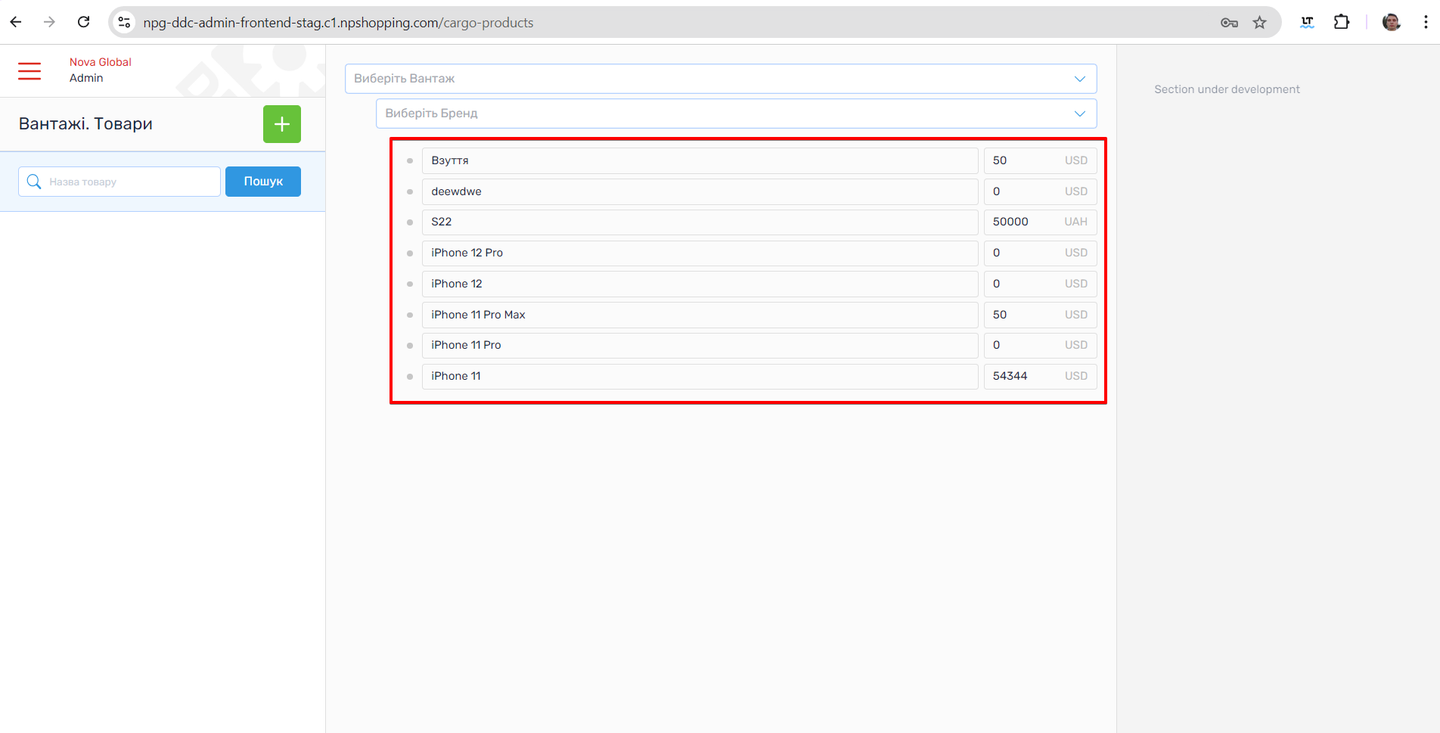 npg-ddc-admin-frontend-stag.c1.npshopping.com/cargo-products
LT
Nova Global
Admin
Вантажі. Товари
Назва товару
Пошук
Виберіть Вантаж
Виберіть Бренд
Взуття 50 USD
deewdwe 0 USD
S22 50000 UAH
iPhone 12 Pro 0 USD
iPhone 12 0 USD
iPhone 11 Pro Max 50 USD
iPhone 11 Pro 0 USD
iPhone 11 54344 USD
Section under development